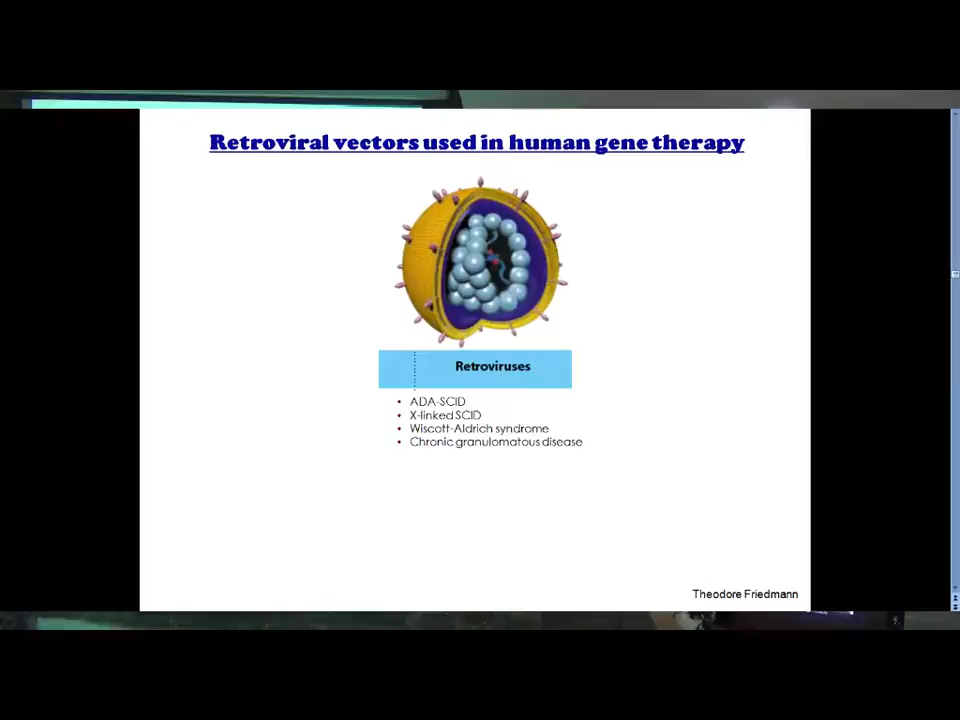 Retroviral vectors used in human gene therapy
Retroviruses
• ADA-SCID
• X-linked SCID
• Wiscott-Aldrich syndrome
• Chronic granulomatous disease
Theodore Friedmann